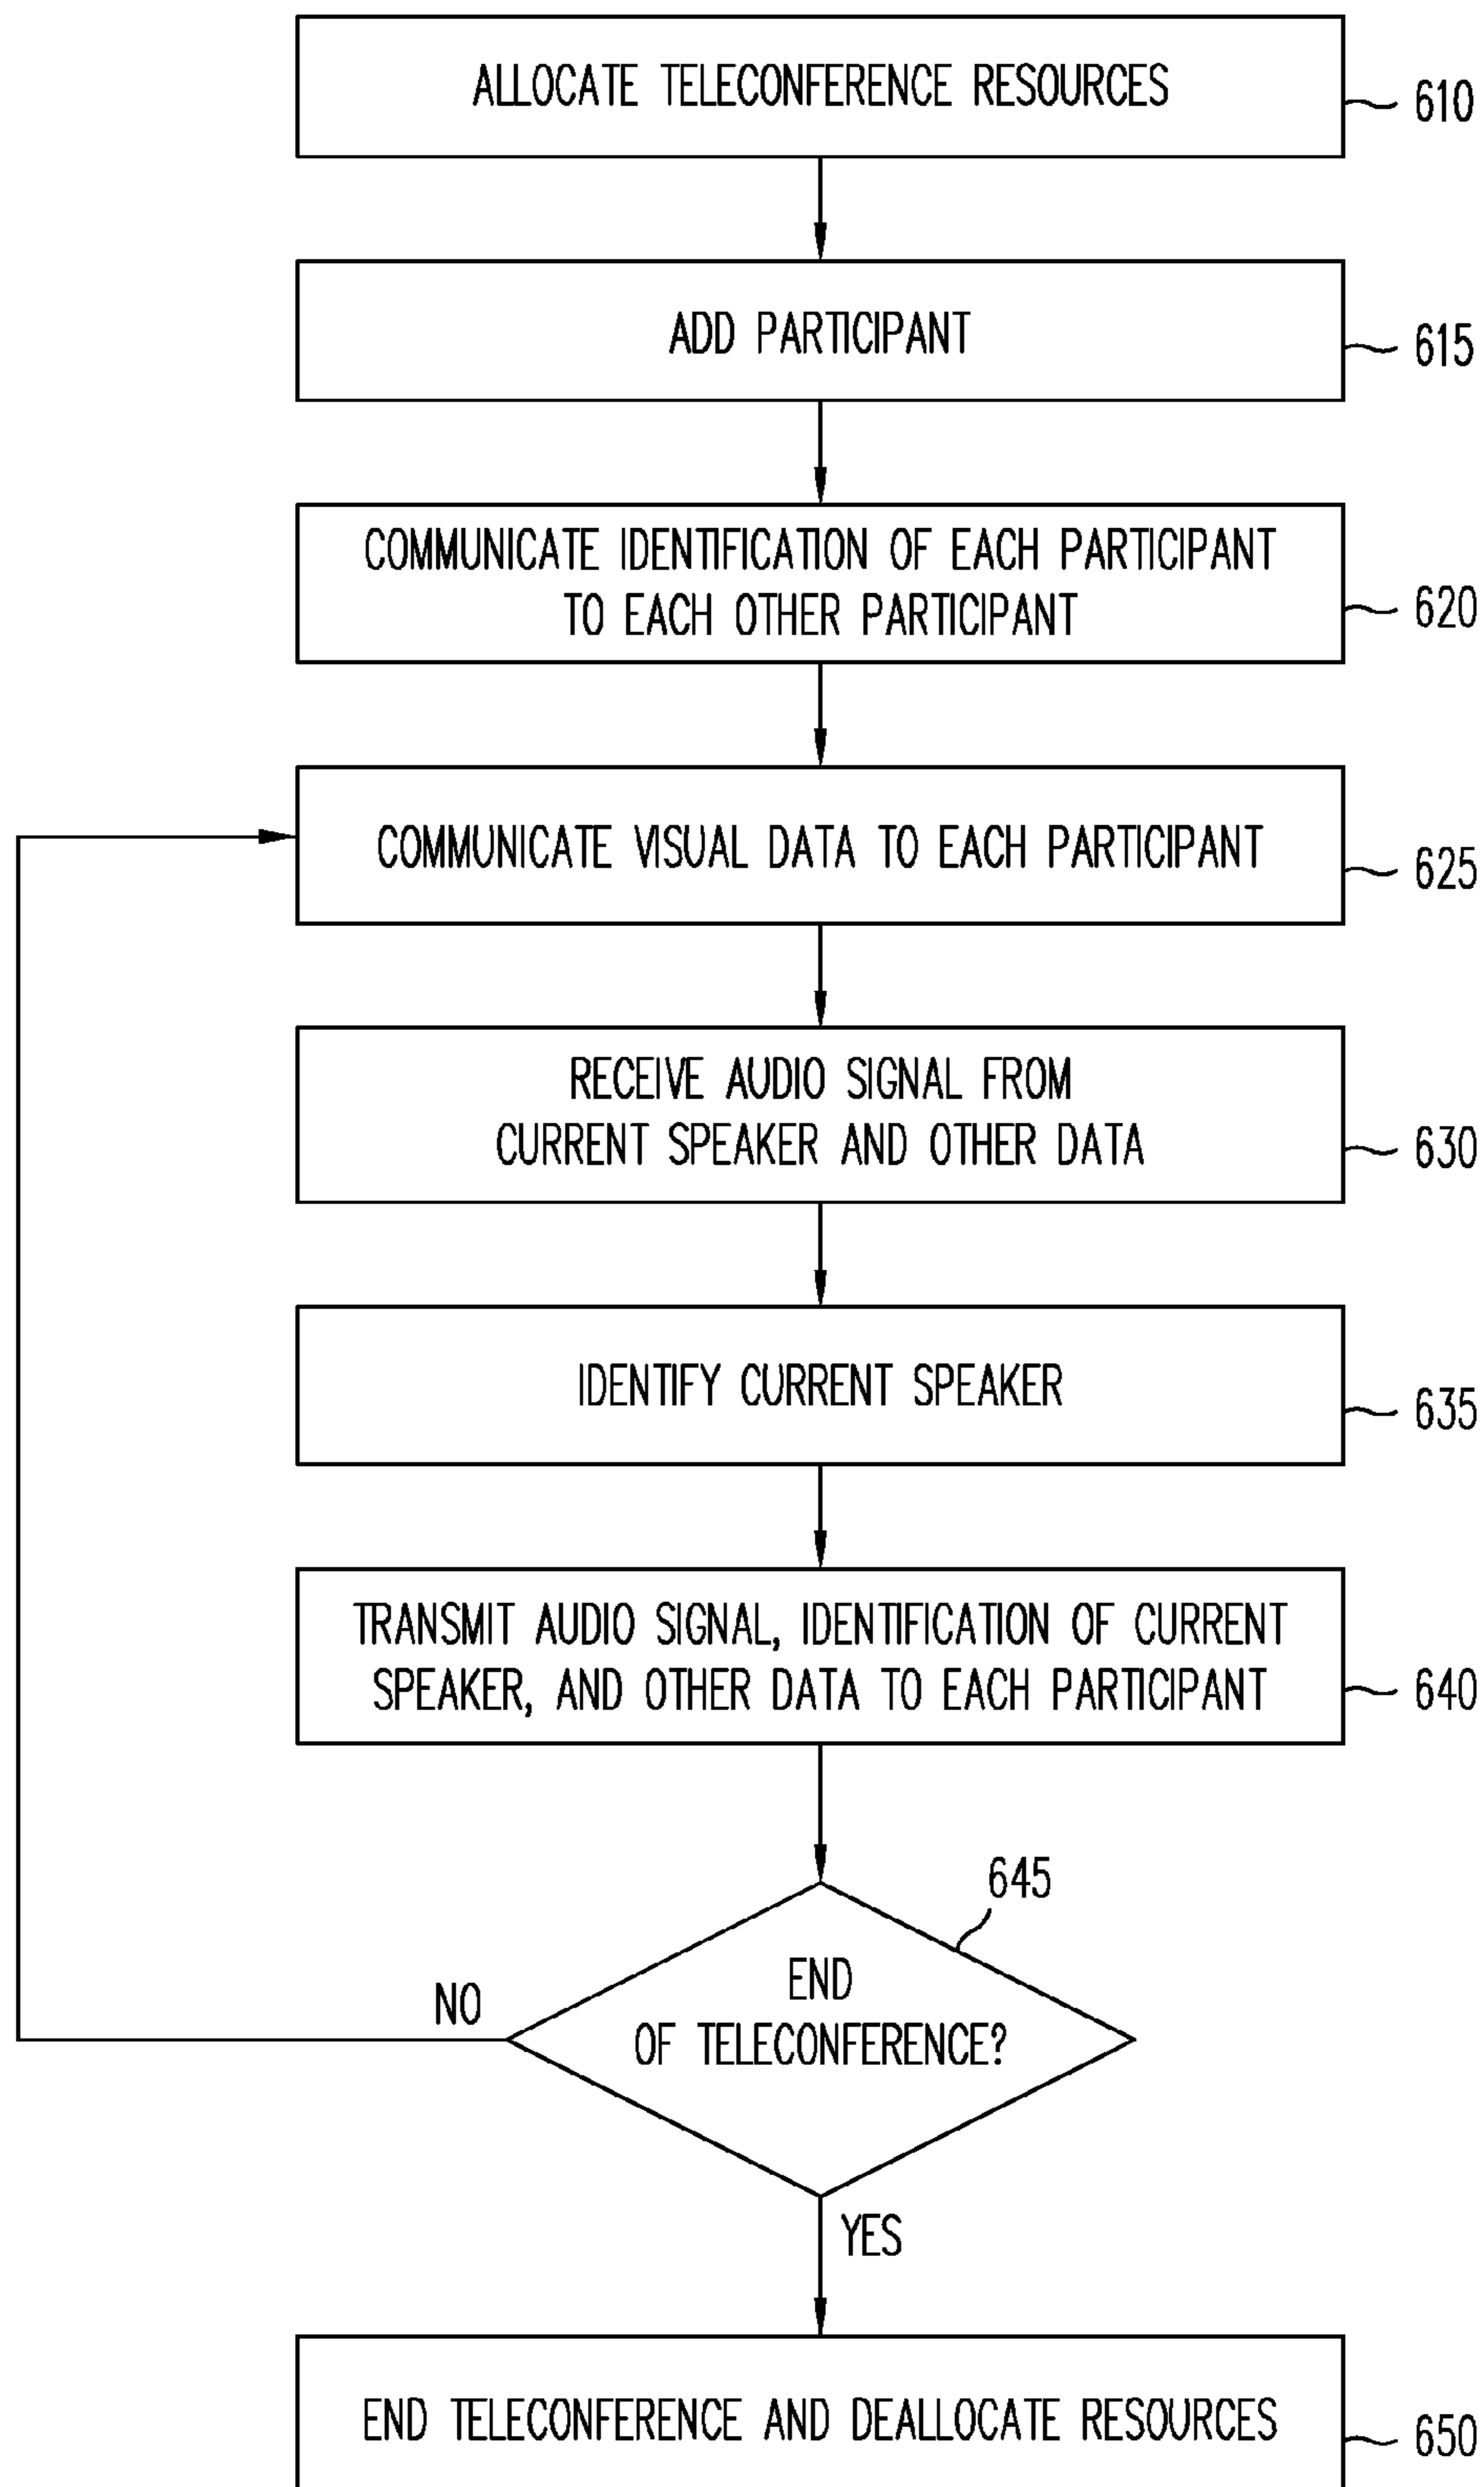 ALLOCATE TELECONFERENCE RESOURCES
610
ADD PARTICIPANT
615
COMMUNICATE IDENTIFICATION OF EACH PARTICIPANT
TO EACH OTHER PARTICIPANT
620
COMMUNICATE VISUAL DATA TO EACH PARTICIPANT
625
RECEIVE AUDIO SIGNAL FROM
CURRENT SPEAKER AND OTHER DATA
630
IDENTIFY CURRENT SPEAKER
635
TRANSMIT AUDIO SIGNAL, IDENTIFICATION OF CURRENT
SPEAKER, AND OTHER DATA TO EACH PARTICIPANT
640
645
END
OF TELECONFERENCE?
NO
YES
END TELECONFERENCE AND DEALLOCATE RESOURCES
650